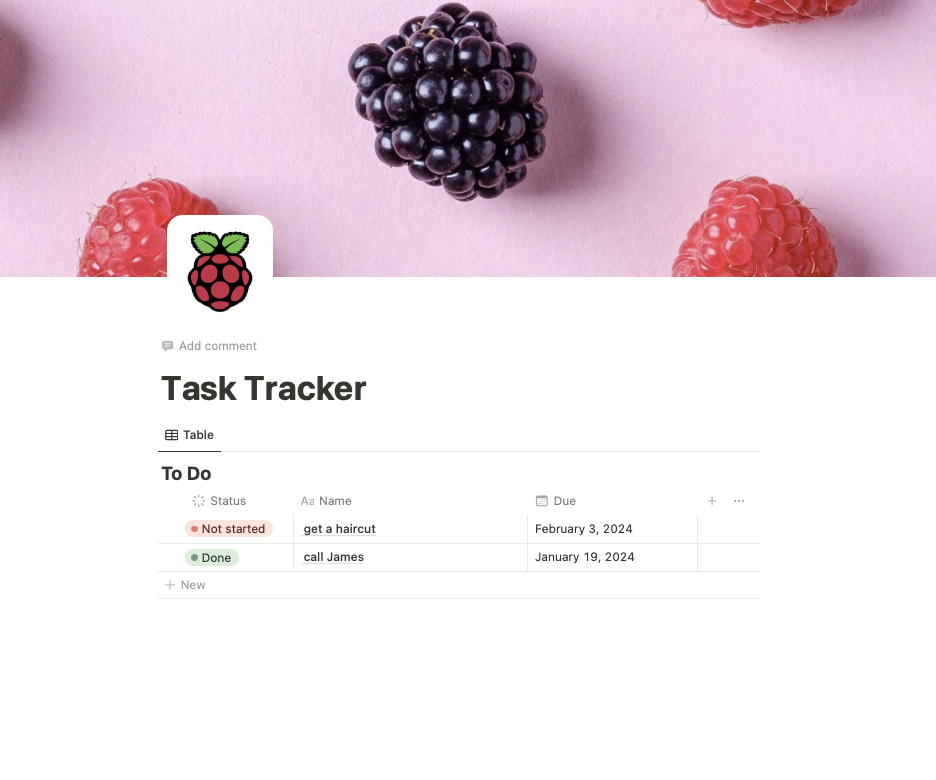 Add comment
Task Tracker
Table
To Do
Status Aa Name Due
Not started get a haircut February 3, 2024
Done call James January 19, 2024
New